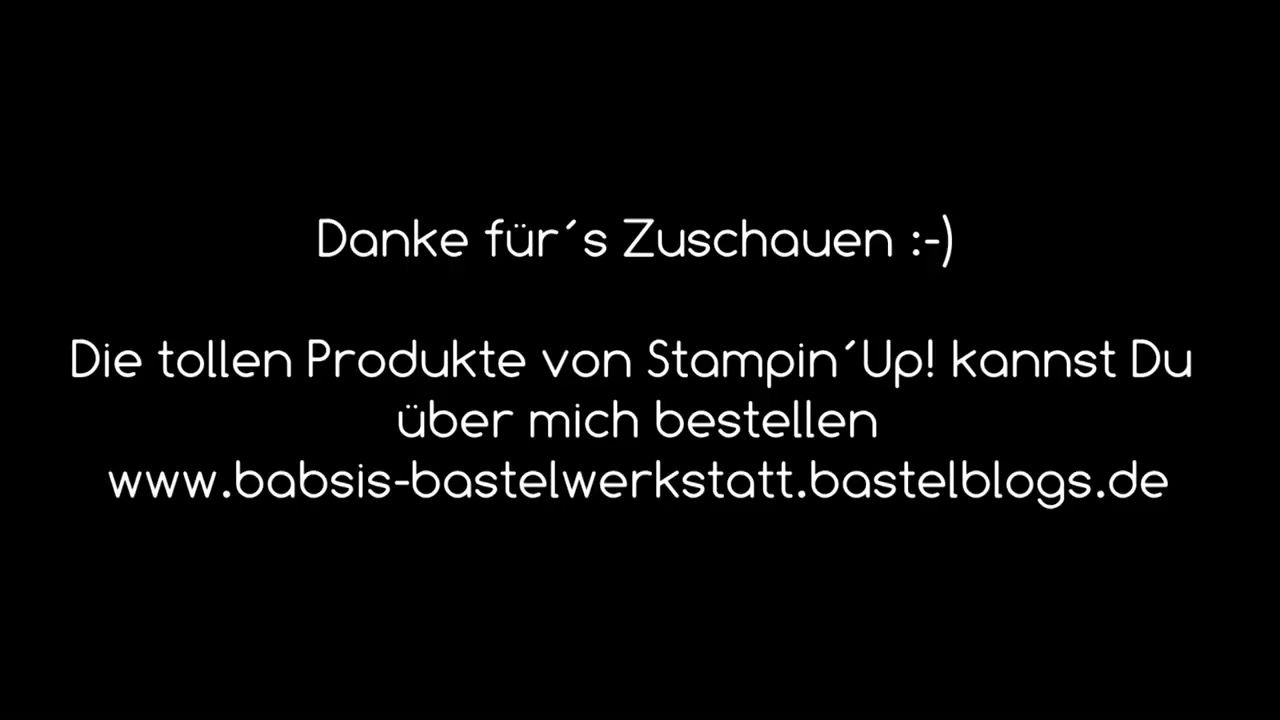 Danke für´s Zuschauen :-)
Die tollen Produkte von Stampin´Up! kannst Du
über mich bestellen
www.babsis-bastelwerkstatt.bastelblogs.de